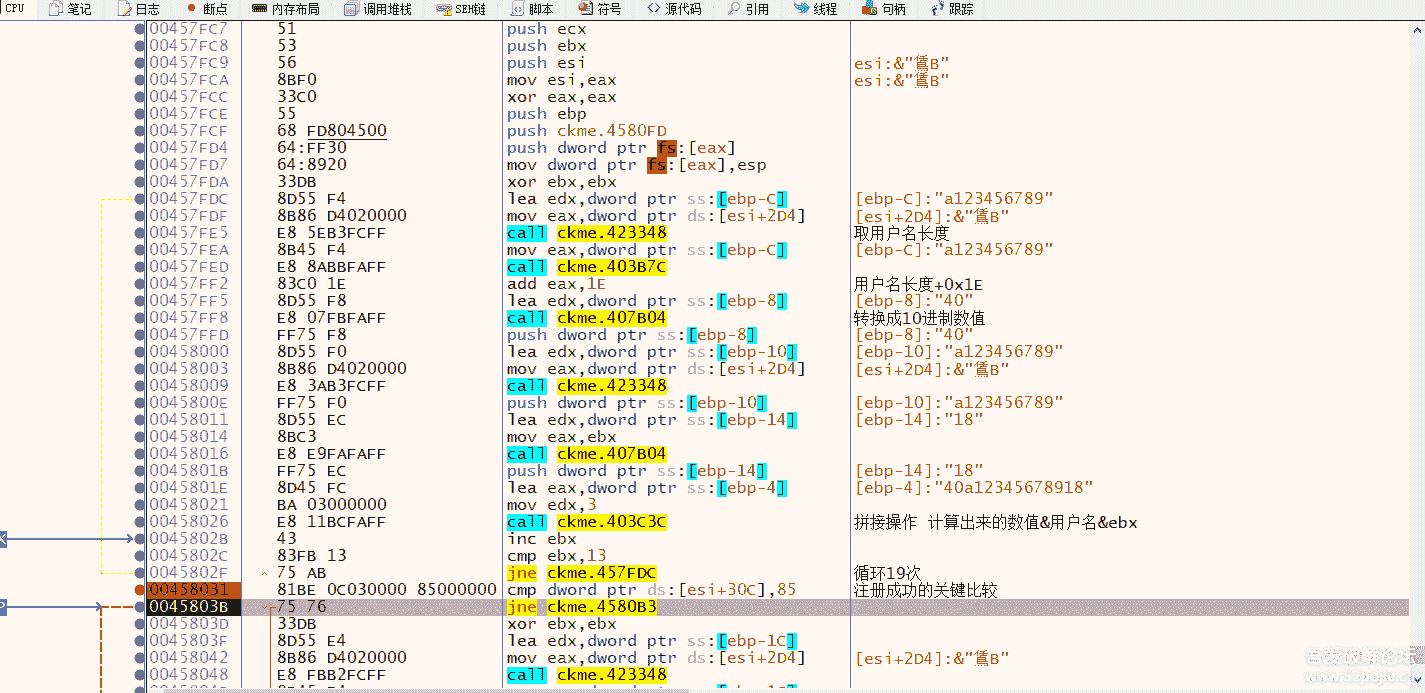 CPU 笔记 日志 断点 内存布局 调用堆栈 SEH链 脚本 符号 源代码 引用 线程 句柄 跟踪
00457FC7 51 push ecx
00457FC8 53 push ebx
00457FC9 56 push esi esi:&"鷰B"
00457FCA 8BF0 mov esi,eax esi:&"鷰B"
00457FCC 33C0 xor eax,eax
00457FCE 55 push ebp
00457FCF 68 FD804500 push ckme.4580FD
00457FD4 64:FF30 push dword ptr fs:[eax]
00457FD7 64:8920 mov dword ptr fs:[eax],esp
00457FDA 33DB xor ebx,ebx
00457FDC 8D55 F4 lea edx,dword ptr ss:[ebp-C] [ebp-C]:"a123456789"
00457FDF 8B86 D4020000 mov eax,dword ptr ds:[esi+2D4] [esi+2D4]:&"鷰B"
00457FE5 E8 5EB3FCFF call ckme.423348 取用户名长度
00457FEA 8B45 F4 mov eax,dword ptr ss:[ebp-C] [ebp-C]:"a123456789"
00457FED E8 8ABBFAFF call ckme.403B7C
00457FF2 83C0 1E add eax,1E 用户名长度+0x1E
00457FF5 8D55 F8 lea edx,dword ptr ss:[ebp-8] [ebp-8]:"40"
00457FF8 E8 07FBFAFF call ckme.407B04 转换成10进制数值
00457FFD FF75 F8 push dword ptr ss:[ebp-8] [ebp-8]:"40"
00458000 8D55 F0 lea edx,dword ptr ss:[ebp-10] [ebp-10]:"a123456789"
00458003 8B86 D4020000 mov eax,dword ptr ds:[esi+2D4] [esi+2D4]:&"鷰B"
00458009 E8 3AB3FCFF call ckme.423348
0045800E FF75 F0 push dword ptr ss:[ebp-10] [ebp-10]:"a123456789"
00458011 8D55 EC lea edx,dword ptr ss:[ebp-14] [ebp-14]:"18"
00458014 8BC3 mov eax,ebx
00458016 E8 E9FAFAFF call ckme.407B04
0045801B FF75 EC push dword ptr ss:[ebp-14] [ebp-14]:"18"
0045801E 8D45 FC lea eax,dword ptr ss:[ebp-4] [ebp-4]:"40a12345678918"
00458021 BA 03000000 mov edx,3
00458026 E8 11BCFAFF call ckme.403C3C 拼接操作 计算出来的数值&用户名&ebx
0045802B 43 inc ebx
0045802C 83FB 13 cmp ebx,13
0045802F 75 AB jne ckme.457FDC 循环19次
00458031 81BE 0C030000 85000000 cmp dword ptr ds:[esi+30C],85 注册成功的关键比较
0045803B 75 76 jne ckme.4580B3
0045803D 33DB xor ebx,ebx
0045803F 8D55 E4 lea edx,dword ptr ss:[ebp-1C]
00458042 8B86 D4020000 mov eax,dword ptr ds:[esi+2D4] [esi+2D4]:&"鷰B"
00458048 E8 FBB2FCFF call ckme.423348
吾爱破解论坛
www.52pojie.cn